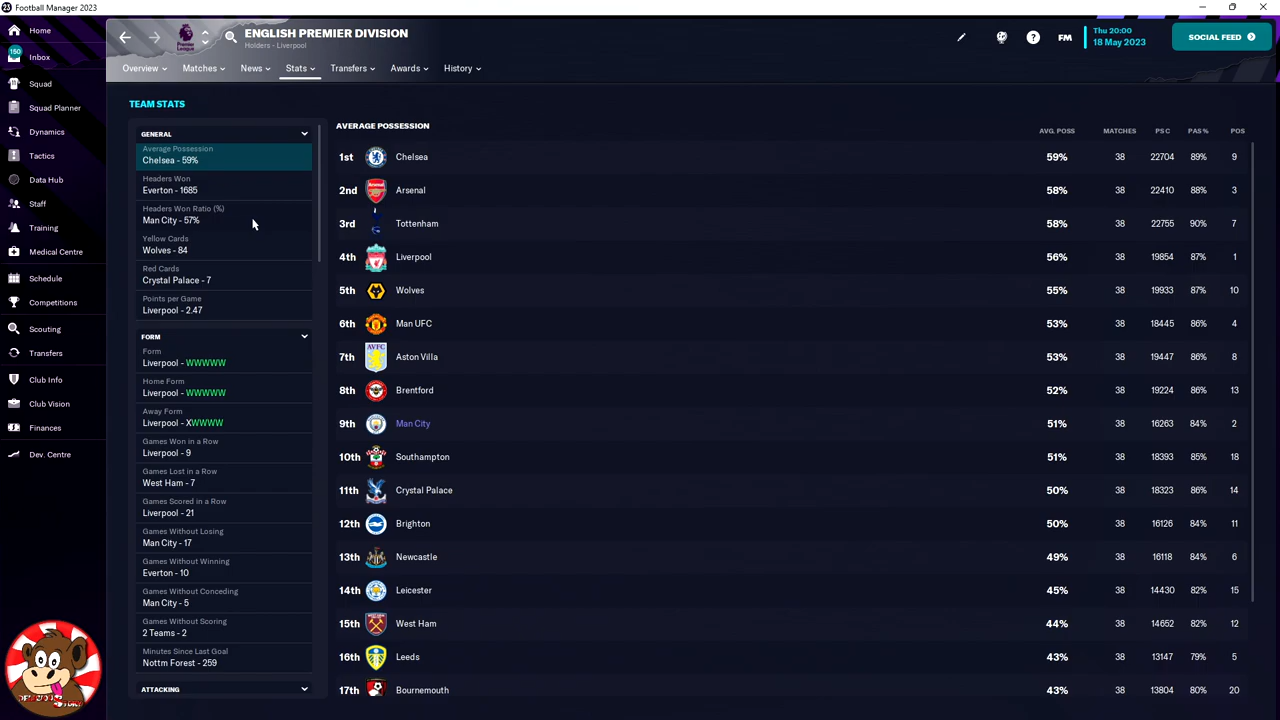 Football Manager 2023
Home
150
Inbox
Squad
Squad Planner
Dynamics
Tactics
Data Hub
Staff
Training
Medical Centre
Schedule
Competitions
Scouting
Transfers
Club Info
Club Vision
Finances
Dev. Centre
Premier League
ENGLISH PREMIER DIVISION
Holders - Liverpool
FM
Thu 20:00
18 May 2023
SOCIAL FEED
Overview Matches News Stats Transfers Awards History
TEAM STATS
GENERAL
Average Possession
Chelsea - 59%
Headers Won
Everton - 1685
Headers Won Ratio (%)
Man City - 57%
Yellow Cards
Wolves - 84
Red Cards
Crystal Palace - 7
Points per Game
Liverpool - 2.47
FORM
Form
Liverpool - WWWWW
Home Form
Liverpool - WWWWW
Away Form
Liverpool - XWWWW
Games Won in a Row
Liverpool - 9
Games Lost in a Row
West Ham - 7
Games Scored in a Row
Liverpool - 21
Games Without Losing
Man City - 17
Games Without Winning
Everton - 10
Games Without Conceding
Man City - 5
Games Without Scoring
2 Teams - 2
Minutes Since Last Goal
Nottm Forest - 259
ATTACKING
AVERAGE POSSESSION AVG. POSS MATCHES PS C PAS% POS
1st Chelsea 59% 38 22704 89% 9
2nd Arsenal 58% 38 22410 88% 3
3rd Tottenham 58% 38 22755 90% 7
4th Liverpool 56% 38 19854 87% 1
5th Wolves 55% 38 19933 87% 10
6th Man UFC 53% 38 18445 86% 4
7th Aston Villa 53% 38 19447 86% 8
8th Brentford 52% 38 19224 86% 13
9th Man City 51% 38 16263 84% 2
10th Southampton 51% 38 18393 85% 18
11th Crystal Palace 50% 38 18323 86% 14
12th Brighton 50% 38 16126 84% 11
13th Newcastle 49% 38 16118 84% 6
14th Leicester 45% 38 14430 82% 15
15th West Ham 44% 38 14652 82% 12
16th Leeds 43% 38 13147 79% 5
17th Bournemouth 43% 38 13804 80% 20